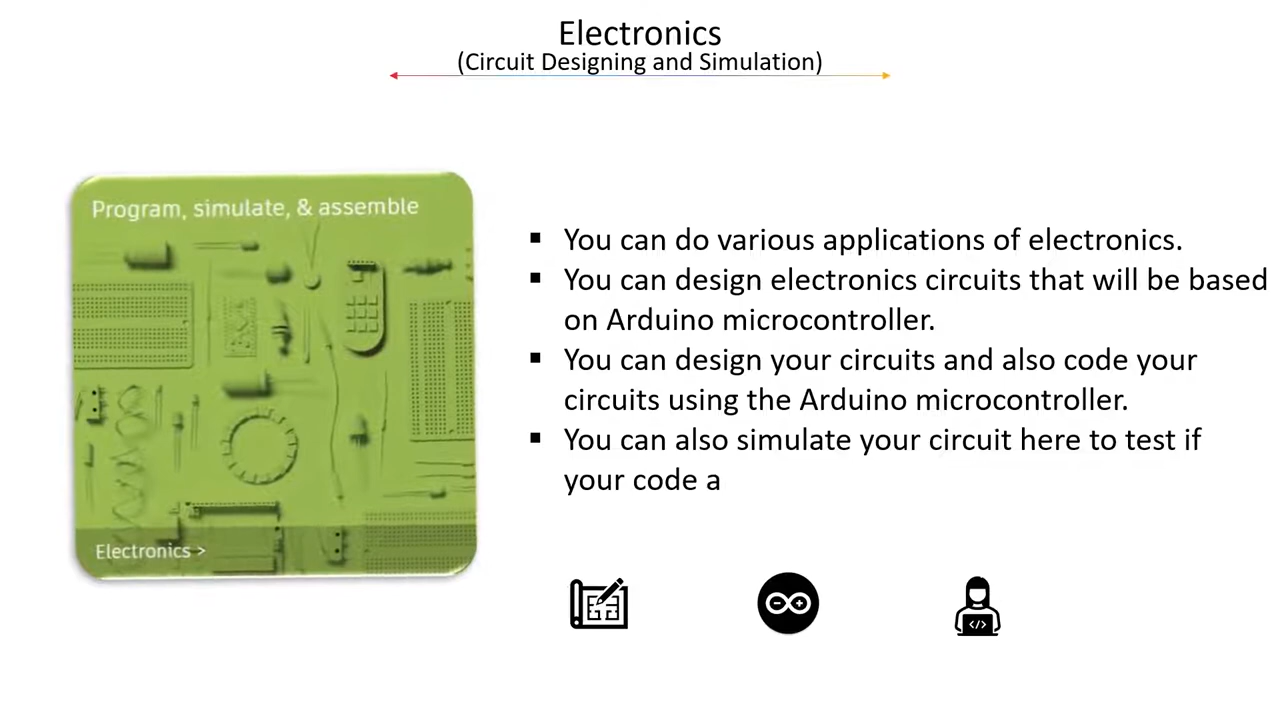 Electronics
(Circuit Designing and Simulation)
Program, simulate, & assemble
Electronics >
You can do various applications of electronics.
You can design electronics circuits that will be based
on Arduino microcontroller.
You can design your circuits and also code your
circuits using the Arduino microcontroller.
You can also simulate your circuit here to test if
your code a